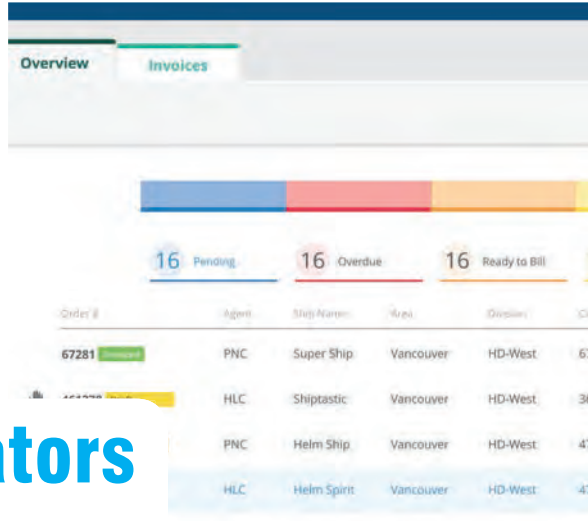 Overview Invoices
16 Pending 16 Overdue 16 Ready to Bill
Order # Agent Ship Name Area Division
67281 PNC Super Ship Vancouver HD-West
HLC Shiptastic Vancouver HD-West
PNC Helm Ship Vancouver HD-West
HLC Helm Spirit Vancouver HD-West
ators